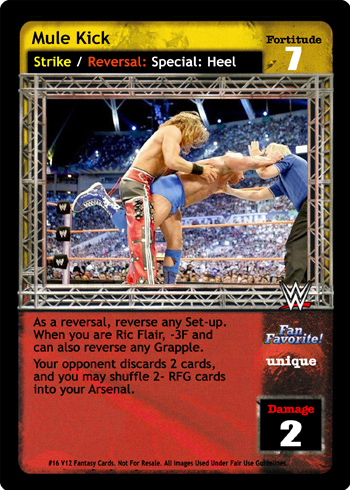 Mule Kick
Fortitude
7
Strike / Reversal: Special: Heel
As a reversal, reverse any Set-up.
When you are Ric Flair, -3F and
can also reverse any Grapple.
Your opponent discards 2 cards,
and you may shuffle 2- RFG cards
into your Arsenal.
Fan
Favorite!
unique
Damage
2
#16 V12 Fantasy Cards. Not For Resale. All Images Used Under Fair Use Guidelines.